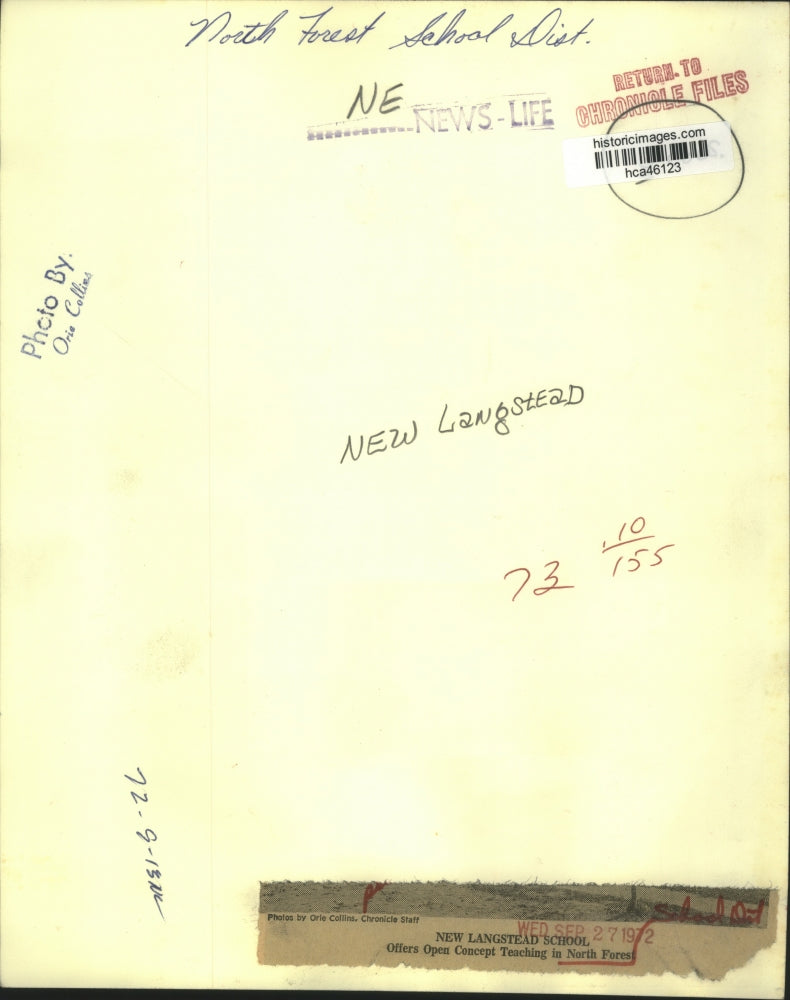 North Forest School Dist.
NE
NEWS-LIFE
RETURN TO
CHRONICLE FILES
historicimages.com
hca46123
Photo By:
Orie Collins
NEW LangstEaD
.10
73
155
72-9-131N
Photos by Orie Collins, Chronicle Staff
School Dist
WED SEP 27 1972
NEW LANGSTEAD SCHOOL
Offers Open Concept Teaching in North Forest